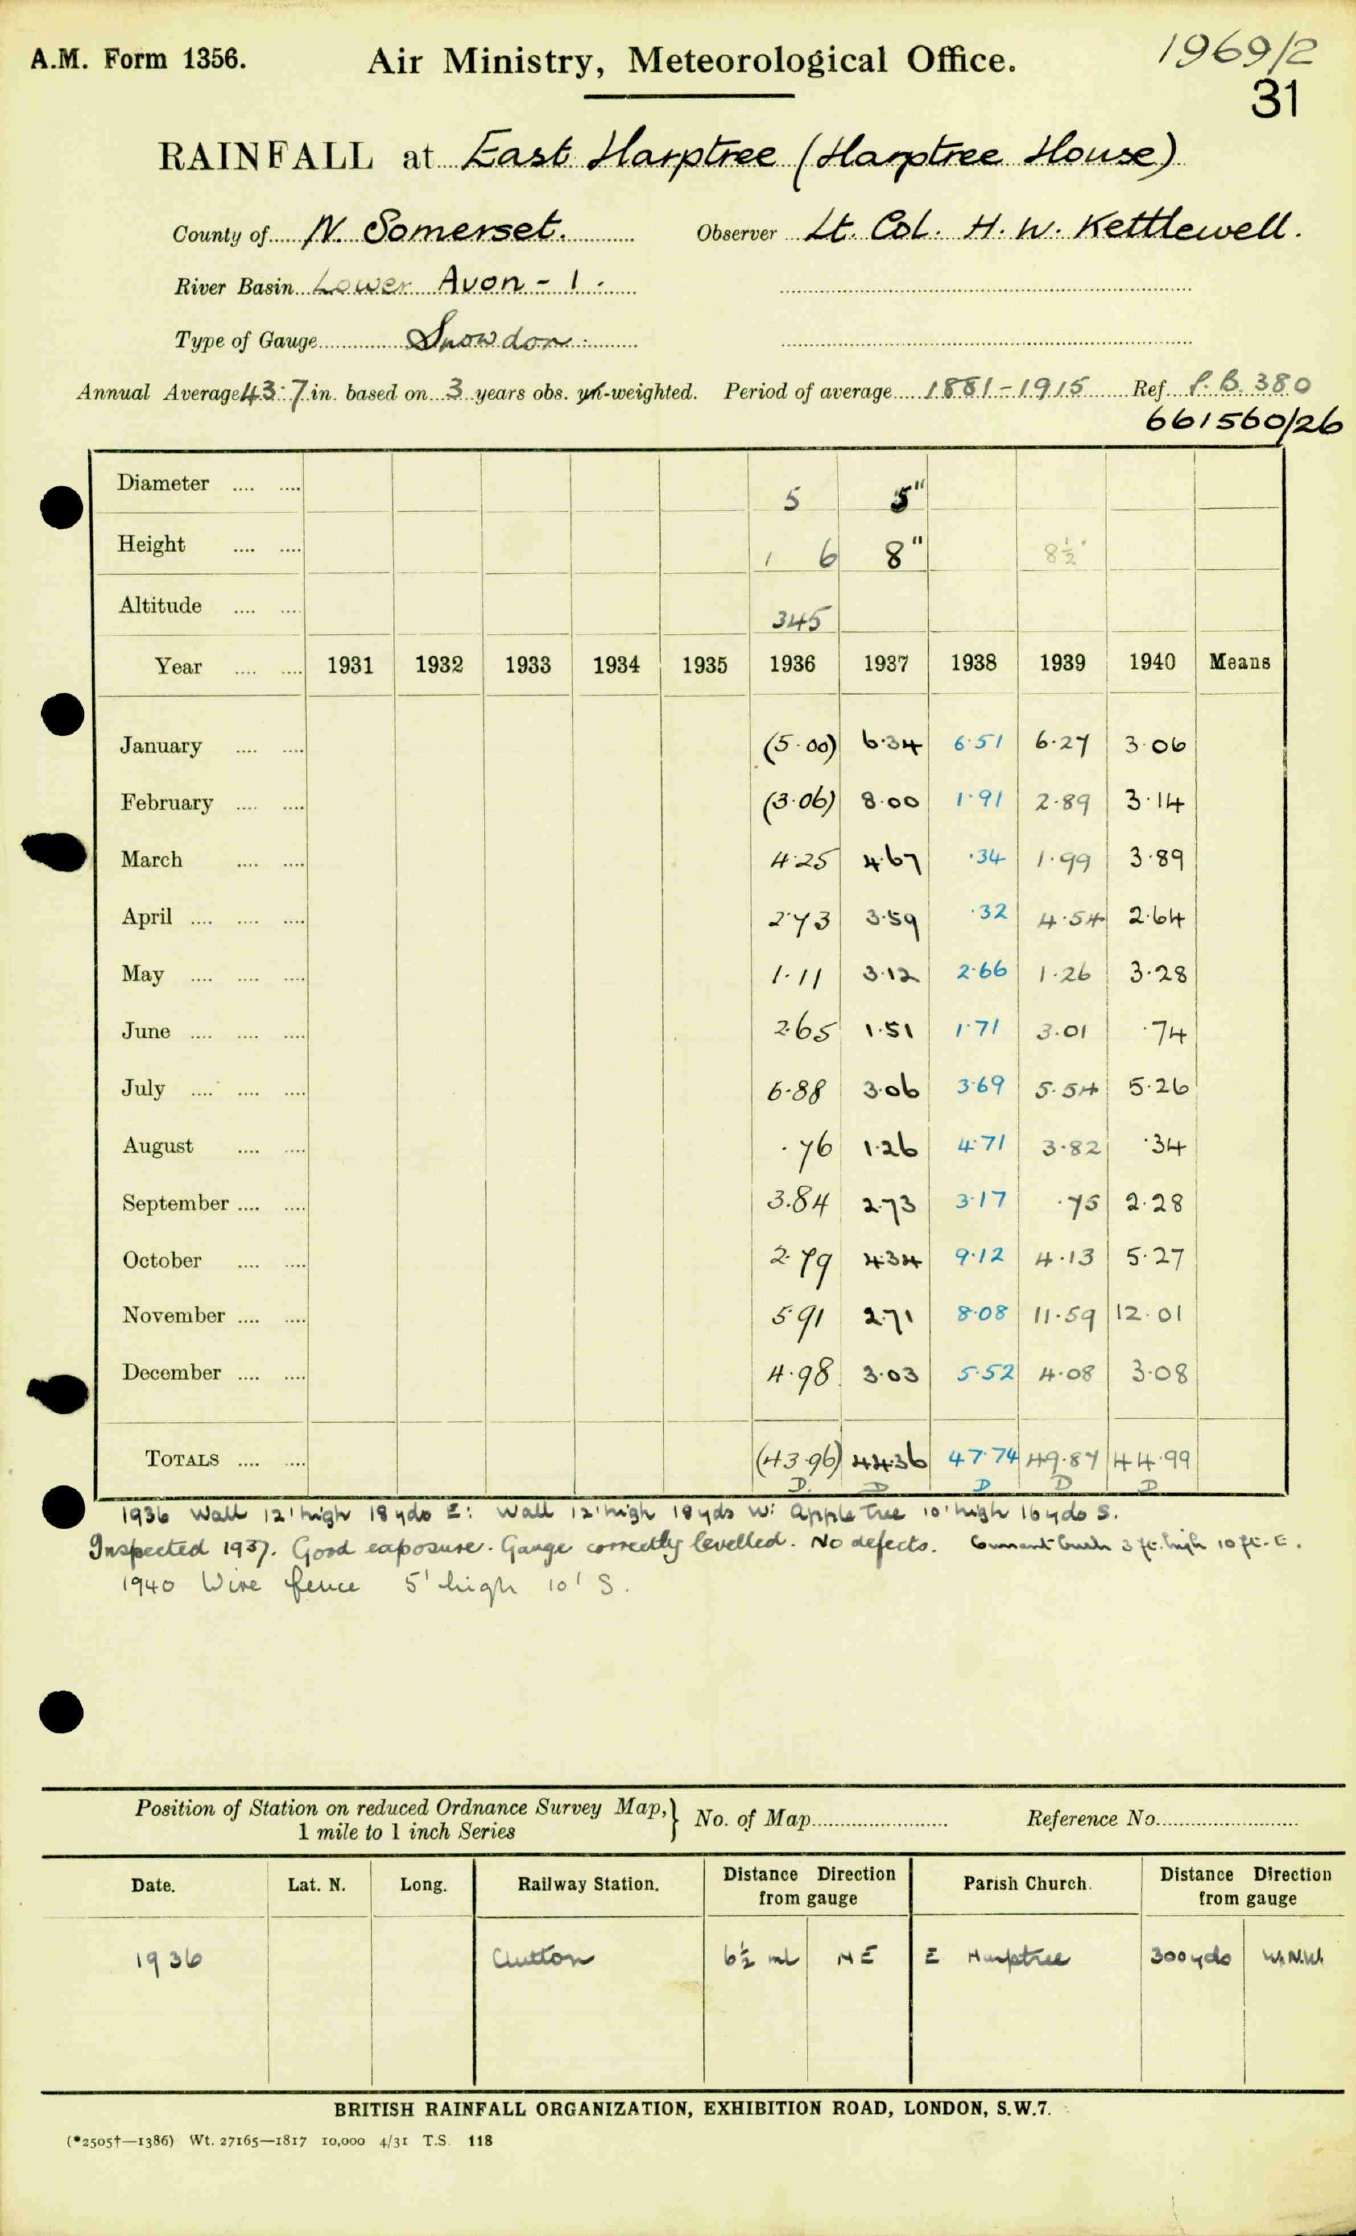 A.M. Form 1356.
Air Ministry, Meteorological Office.
1969/2
31
RAINFALL at East Harptree (Harptree House)
County of N. Somerset. Observer Lt. Col. H. W. Kettlewell.
River Basin Lower Avon - 1.
Type of Gauge Snowdon
Annual Average 43.7 in. based on 3 years obs. un-weighted. Period of average 1881-1915 Ref. P.B. 380
661560/26
Diameter .... .... 5 5"
Height .... .... 1 6 8" 8½"
Altitude .... .... 345
Year .... .... 1931 1932 1933 1934 1935 1936 1937 1938 1939 1940 Means
January .... .... (5.00) 6.34 6.51 6.27 3.06
February .... .... (3.06) 8.00 1.91 2.89 3.14
March .... .... 4.25 4.67 .34 1.99 3.89
April .... .... .... 2.73 3.59 .32 4.54 2.64
May .... .... .... 1.11 3.12 2.66 1.26 3.28
June .... .... .... 2.65 1.51 1.71 3.01 .74
July .... .... .... 6.88 3.06 3.69 5.54 5.26
August .... .... .76 1.26 4.71 3.82 .34
September .... .... 3.84 2.73 3.17 .75 2.28
October .... .... 2.79 4.34 9.12 4.13 5.27
November .... .... 5.91 2.71 8.08 11.59 12.01
December .... .... 4.98 3.03 5.52 4.08 3.08
TOTALS .... .... (43.96) 44.36 47.74 49.87 44.99
D. D D D D
1936 Wall 12' high 18 yds E: Wall 12' high 18 yds W: Apple Tree 10' high 16 yds S.
Inspected 1937. Good exposure. Gauge correctly levelled. No defects. Currant bush 3 ft. high 10 ft. E.
1940 Wire fence 5' high 10' S.
Position of Station on reduced Ordnance Survey Map,} No. of Map Reference No.
1 mile to 1 inch Series
Date. Lat. N. Long. Railway Station. Distance Direction from gauge Parish Church. Distance Direction from gauge
1936 Clutton 6½ ml NE E Harptree 300 yds W.N.W.
BRITISH RAINFALL ORGANIZATION, EXHIBITION ROAD, LONDON, S.W.7.
(*2505†—1386) Wt. 27165—1817 10,000 4/31 T.S. 118